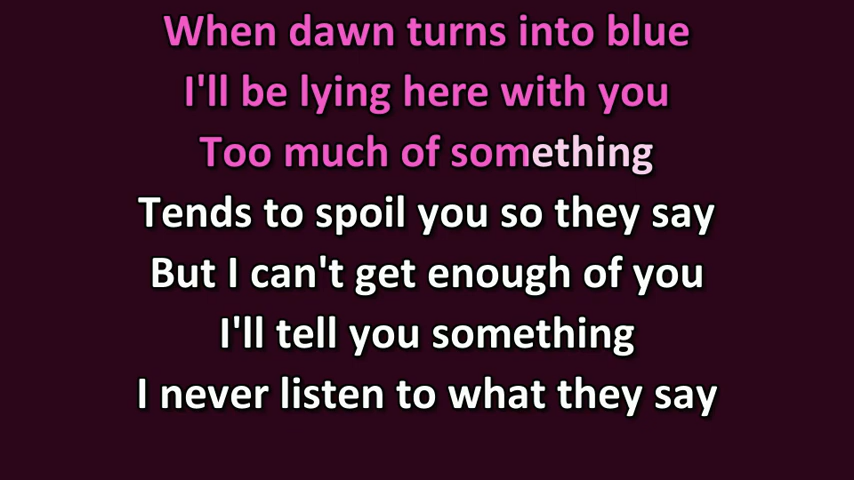 When dawn turns into blue
I'll be lying here with you
Too much of something
Tends to spoil you so they say
But I can't get enough of you
I'll tell you something
I never listen to what they say